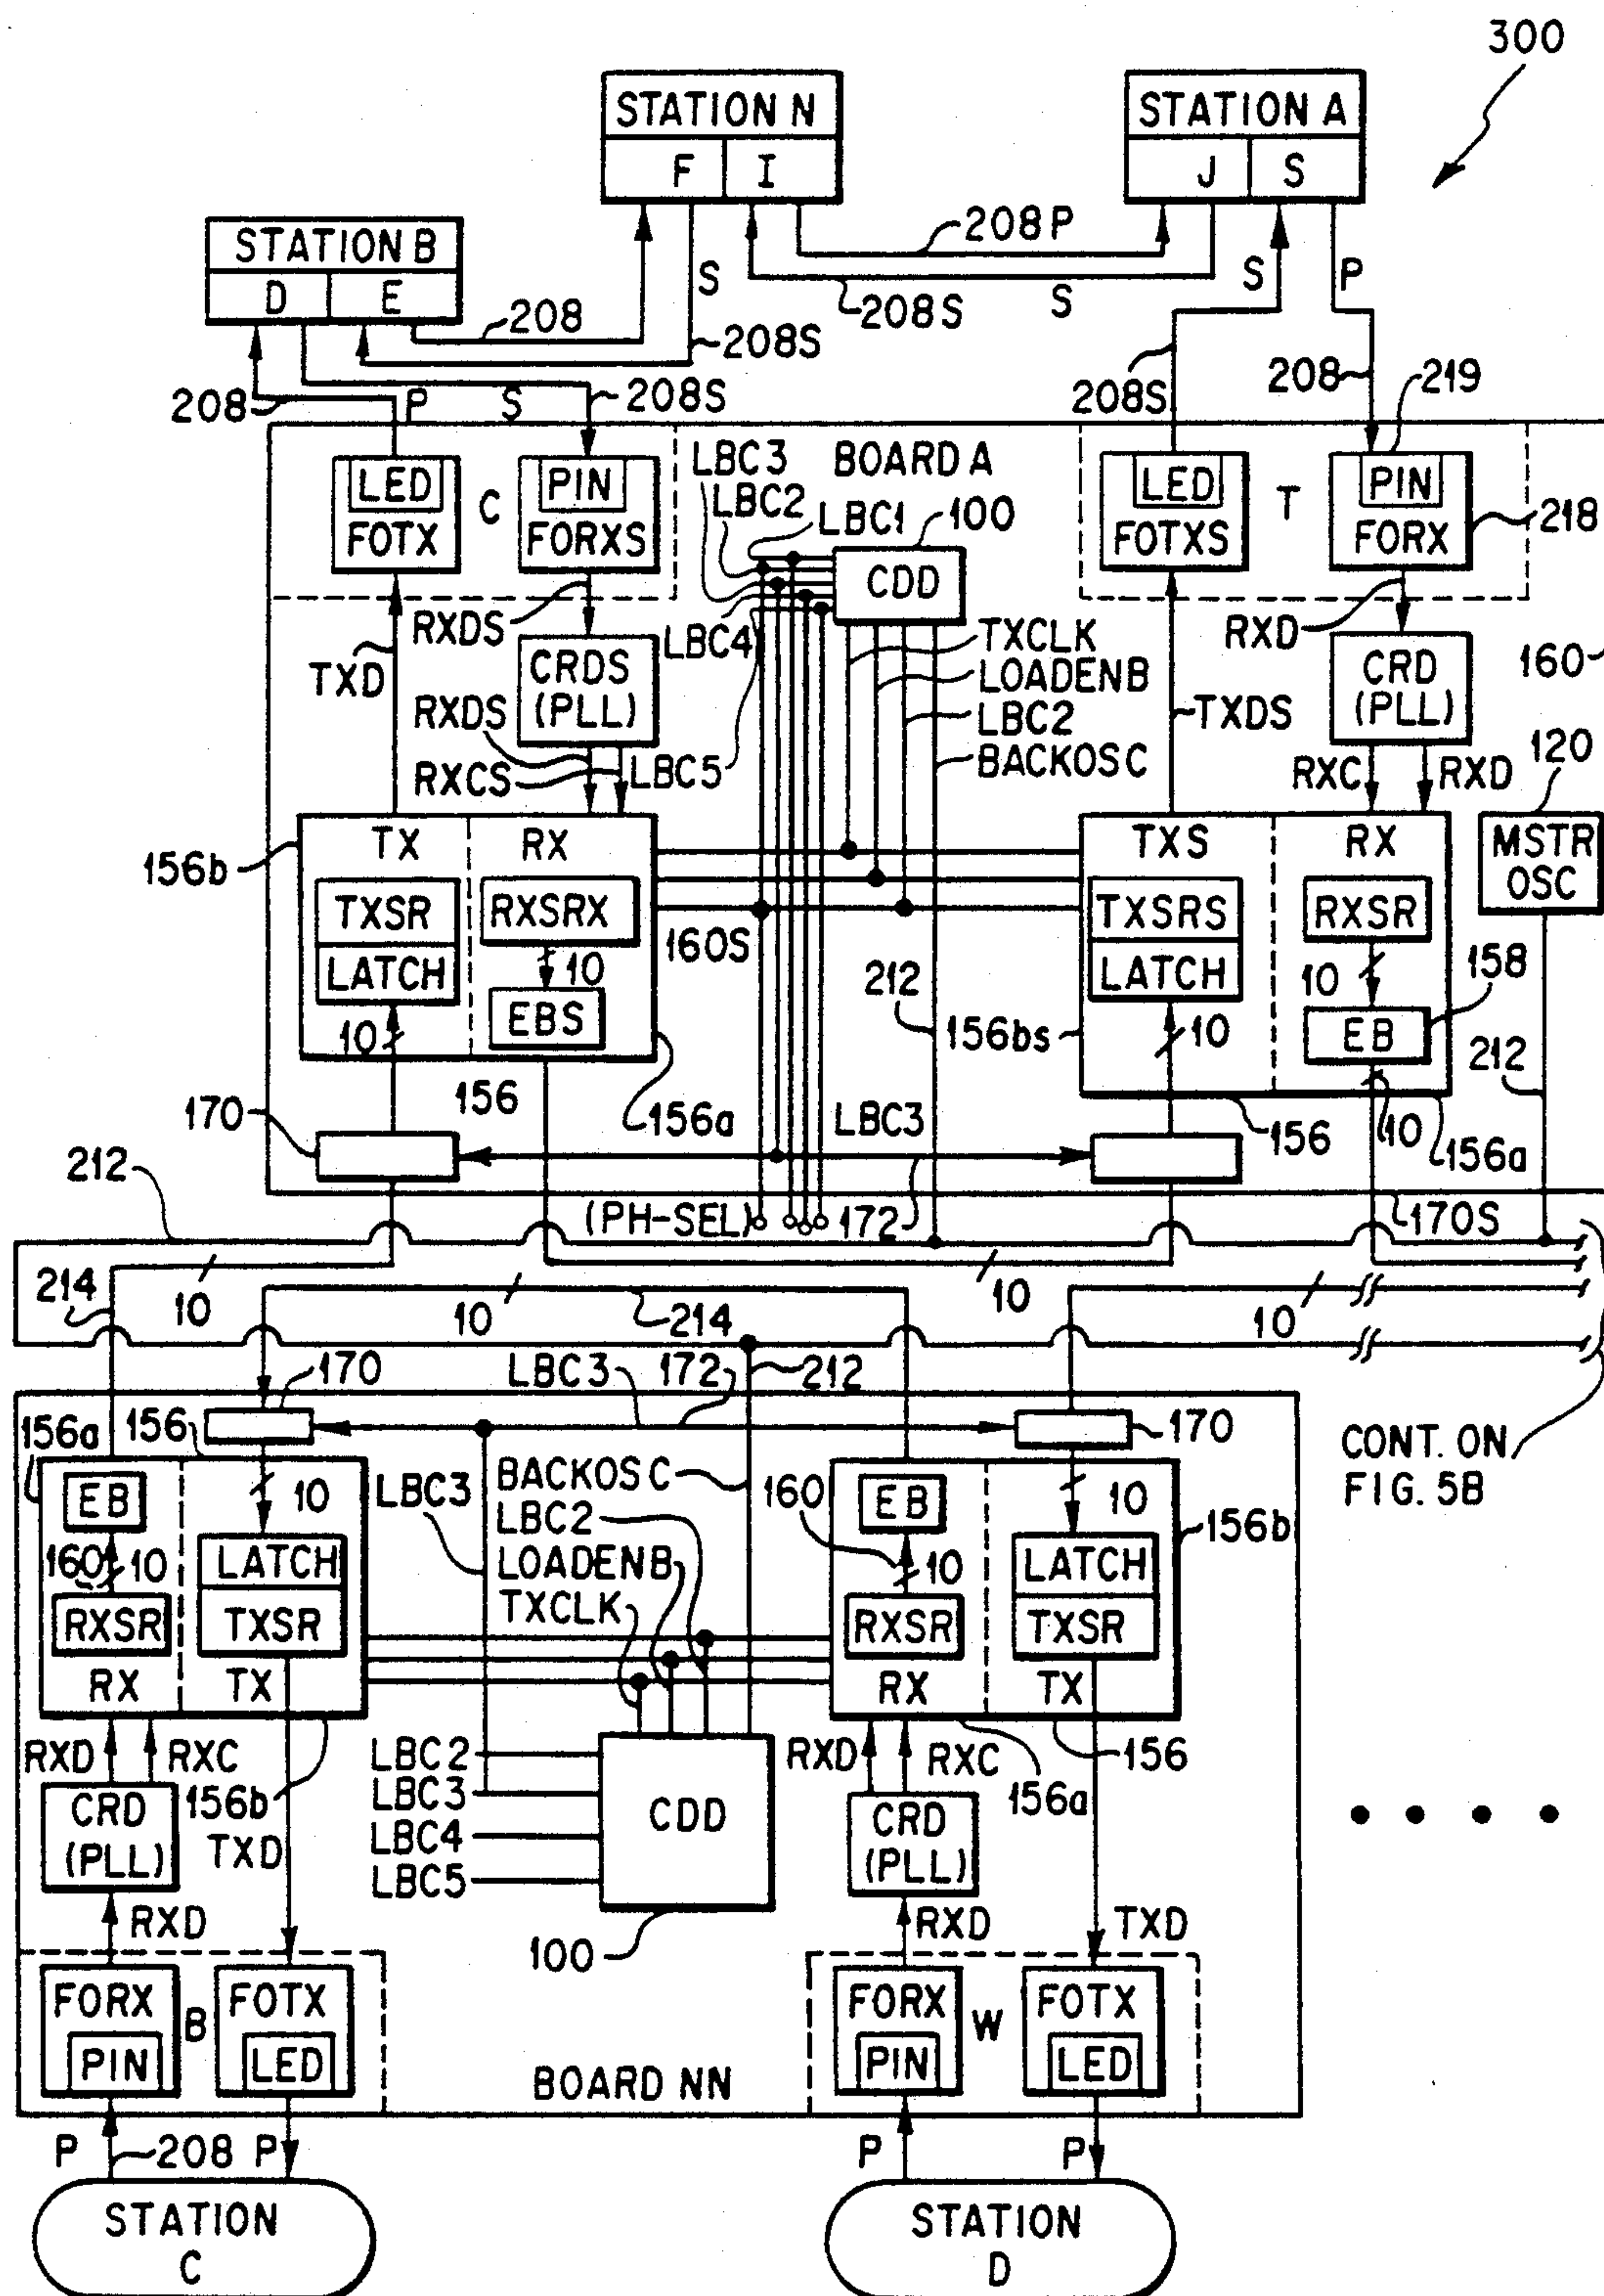 300
STATION N
F I
STATION A
J S
STATION B
D E
208P
S
208S
S
S P
208
208S
208S
208 219
208 P S 208S
LED
FOTX
C
PIN
FORXS
LBC3
LBC2
LBC1
BOARD A
100
CDD
LED
FOTXS
T
PIN
FORX
218
RXDS
LBC4
TXCLK
RXD
TXD
CRDS
(PLL)
LOADENB
CRD
(PLL)
160
RXDS
LBC2
TXDS
RXCS
LBC5
BACKOSC
RXC RXD
120
MSTR
OSC
156b
TX RX
TXSR
LATCH
10
RXSRX
10
EBS
160S
212
TXS RX
TXSRS
LATCH
10
RXSR
10
EB
158
156bs
212
156
156a
LBC3
156
10
156a
170
212
(PH-SEL)
172
170S
214
10
10
214
10
10
170
LBC3
172
212
156a
156
170
CONT. ON
FIG. 5B
EB
10
LBC3
BACKOSC
160
EB
10
156b
160
10
LATCH
LBC2
LOADENB
10
LATCH
RXSR
TXSR
TXCLK
RXSR
TXSR
RX TX
RX TX
RXD RXC
156b
LBC2
LBC3
LBC4
LBC5
CDD
100
RXD RXC
156a
156
CRD
(PLL)
TXD
CRD
(PLL)
RXD
RXD
TXD
FORX
PIN
B
FOTX
LED
BOARD NN
FORX
PIN
W
FOTX
LED
P 208 P
P P
STATION
C
STATION
D